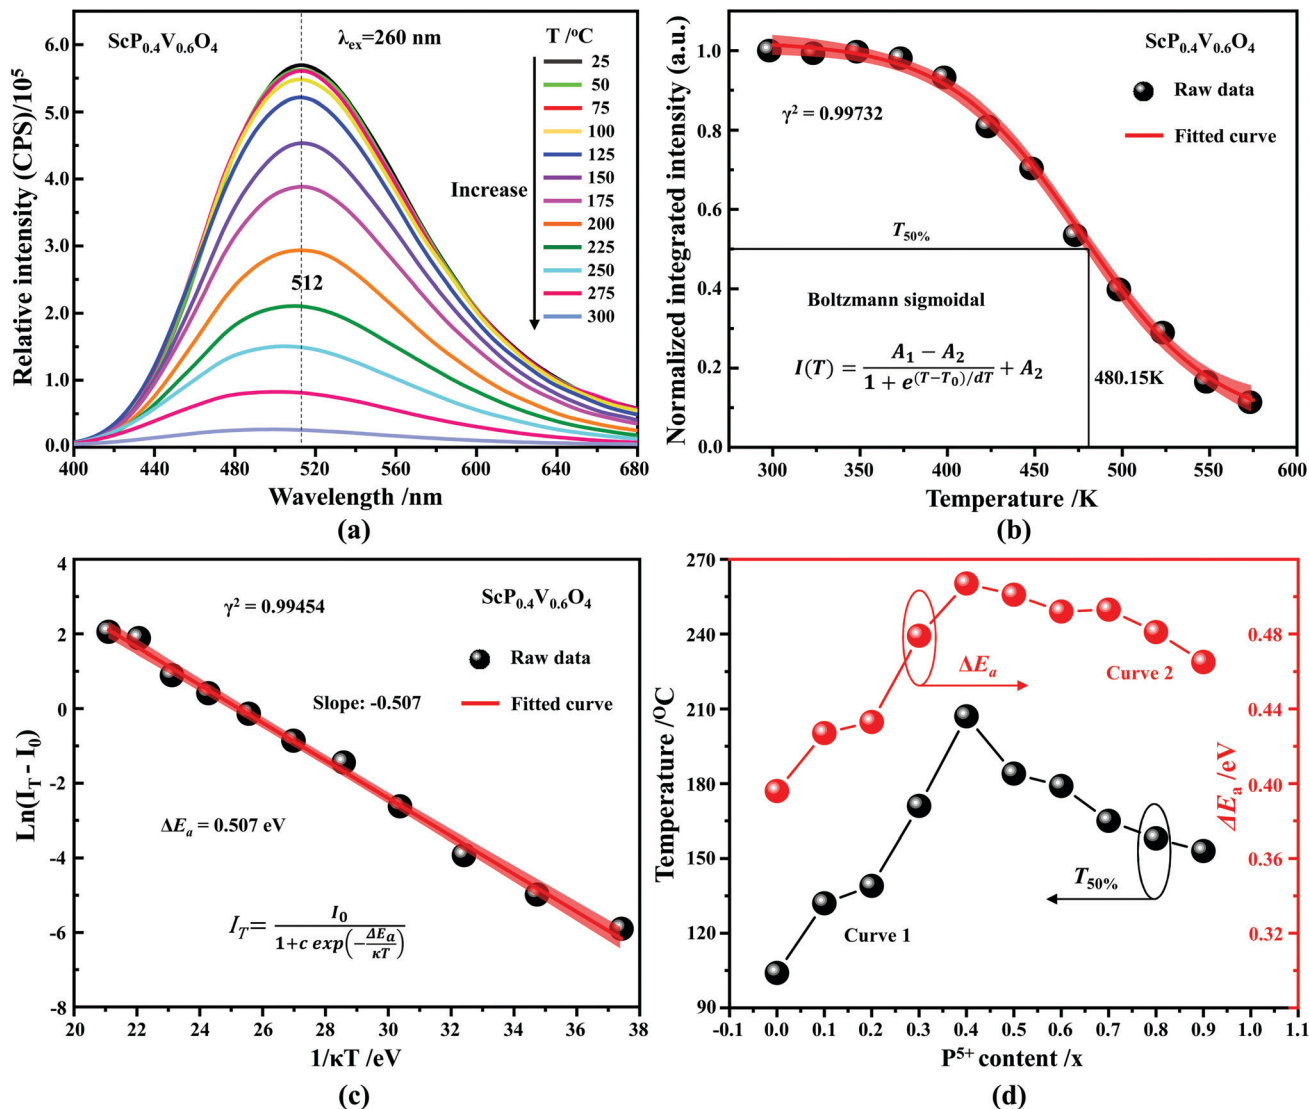 ScP0.4V0.6O4
λex=260 nm
T /°C
25
50
75
100
125
150
175
200
225
250
275
300
Increase
512
6.0
5.0
4.0
3.0
2.0
1.0
0.0
Relative intensity (CPS)/10⁵
400 440 480 520 560 600 640 680
Wavelength /nm
(a)
ScP0.4V0.6O4
Raw data
Fitted curve
γ² = 0.99732
T50%
Boltzmann sigmoidal
I(T) = (A1 − A2)/(1 + e^((T−T0)/dT)) + A2
480.15K
1.0
0.8
0.6
0.4
0.2
0.0
Normalized integrated intensity (a.u.)
300 350 400 450 500 550 600
Temperature /K
(b)
γ² = 0.99454
ScP0.4V0.6O4
Raw data
Fitted curve
Slope: -0.507
ΔEa = 0.507 eV
IT= I0/(1+c exp(−ΔEa/κT))
4
2
0
-2
-4
-6
-8
Ln(IT - I0)
20 22 24 26 28 30 32 34 36 38
1/κT /eV
(c)
270
240
210
180
150
120
90
Temperature /°C
ΔEa
Curve 2
T50%
Curve 1
0.48
0.44
0.40
0.36
0.32
ΔEa /eV
-0.1 0.0 0.1 0.2 0.3 0.4 0.5 0.6 0.7 0.8 0.9 1.0 1.1
P⁵⁺ content /x
(d)